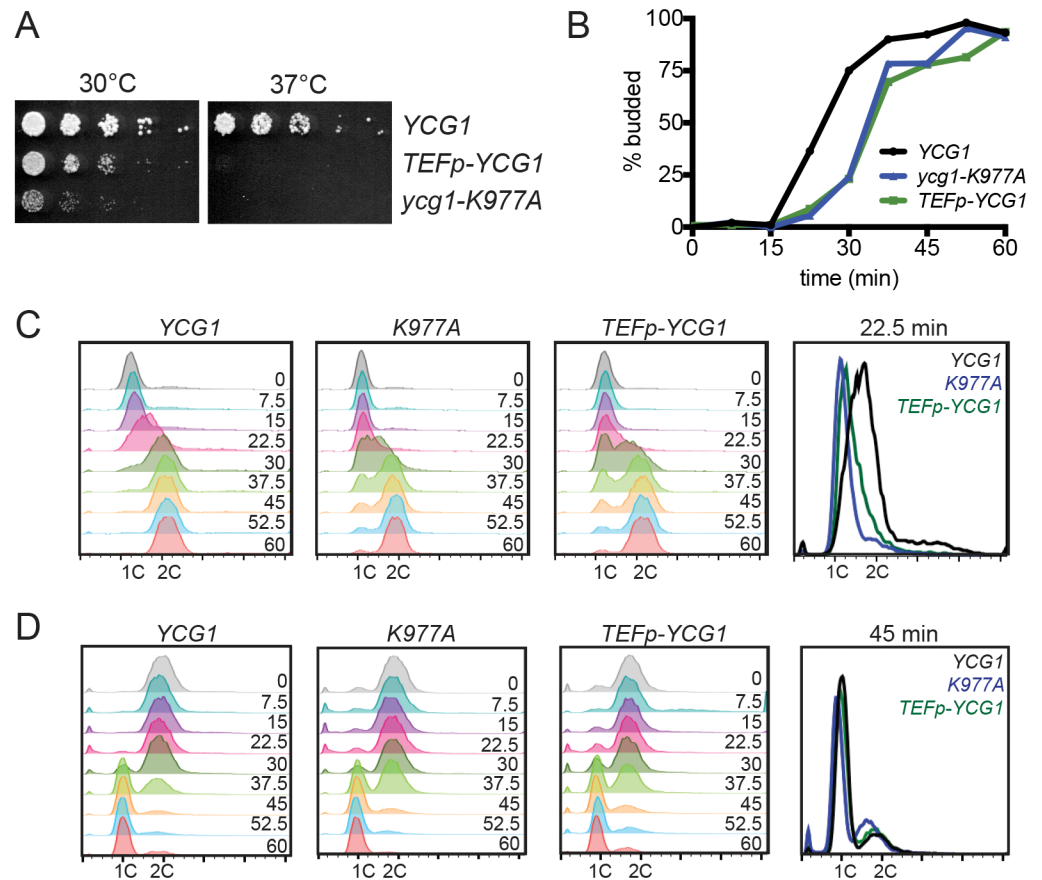 A
30°C 37°C
YCG1
TEFp-YCG1
ycg1-K977A
B
100
75
50
25
0
% budded
0 15 30 45 60
time (min)
YCG1
ycg1-K977A
TEFp-YCG1
C
YCG1
0
7.5
15
22.5
30
37.5
45
52.5
60
1C 2C
K977A
0
7.5
15
22.5
30
37.5
45
52.5
60
1C 2C
TEFp-YCG1
0
7.5
15
22.5
30
37.5
45
52.5
60
1C 2C
22.5 min
YCG1
K977A
TEFp-YCG1
1C 2C
D
YCG1
0
7.5
15
22.5
30
37.5
45
52.5
60
1C 2C
K977A
0
7.5
15
22.5
30
37.5
45
52.5
60
1C 2C
TEFp-YCG1
0
7.5
15
22.5
30
37.5
45
52.5
60
1C 2C
45 min
YCG1
K977A
TEFp-YCG1
1C 2C